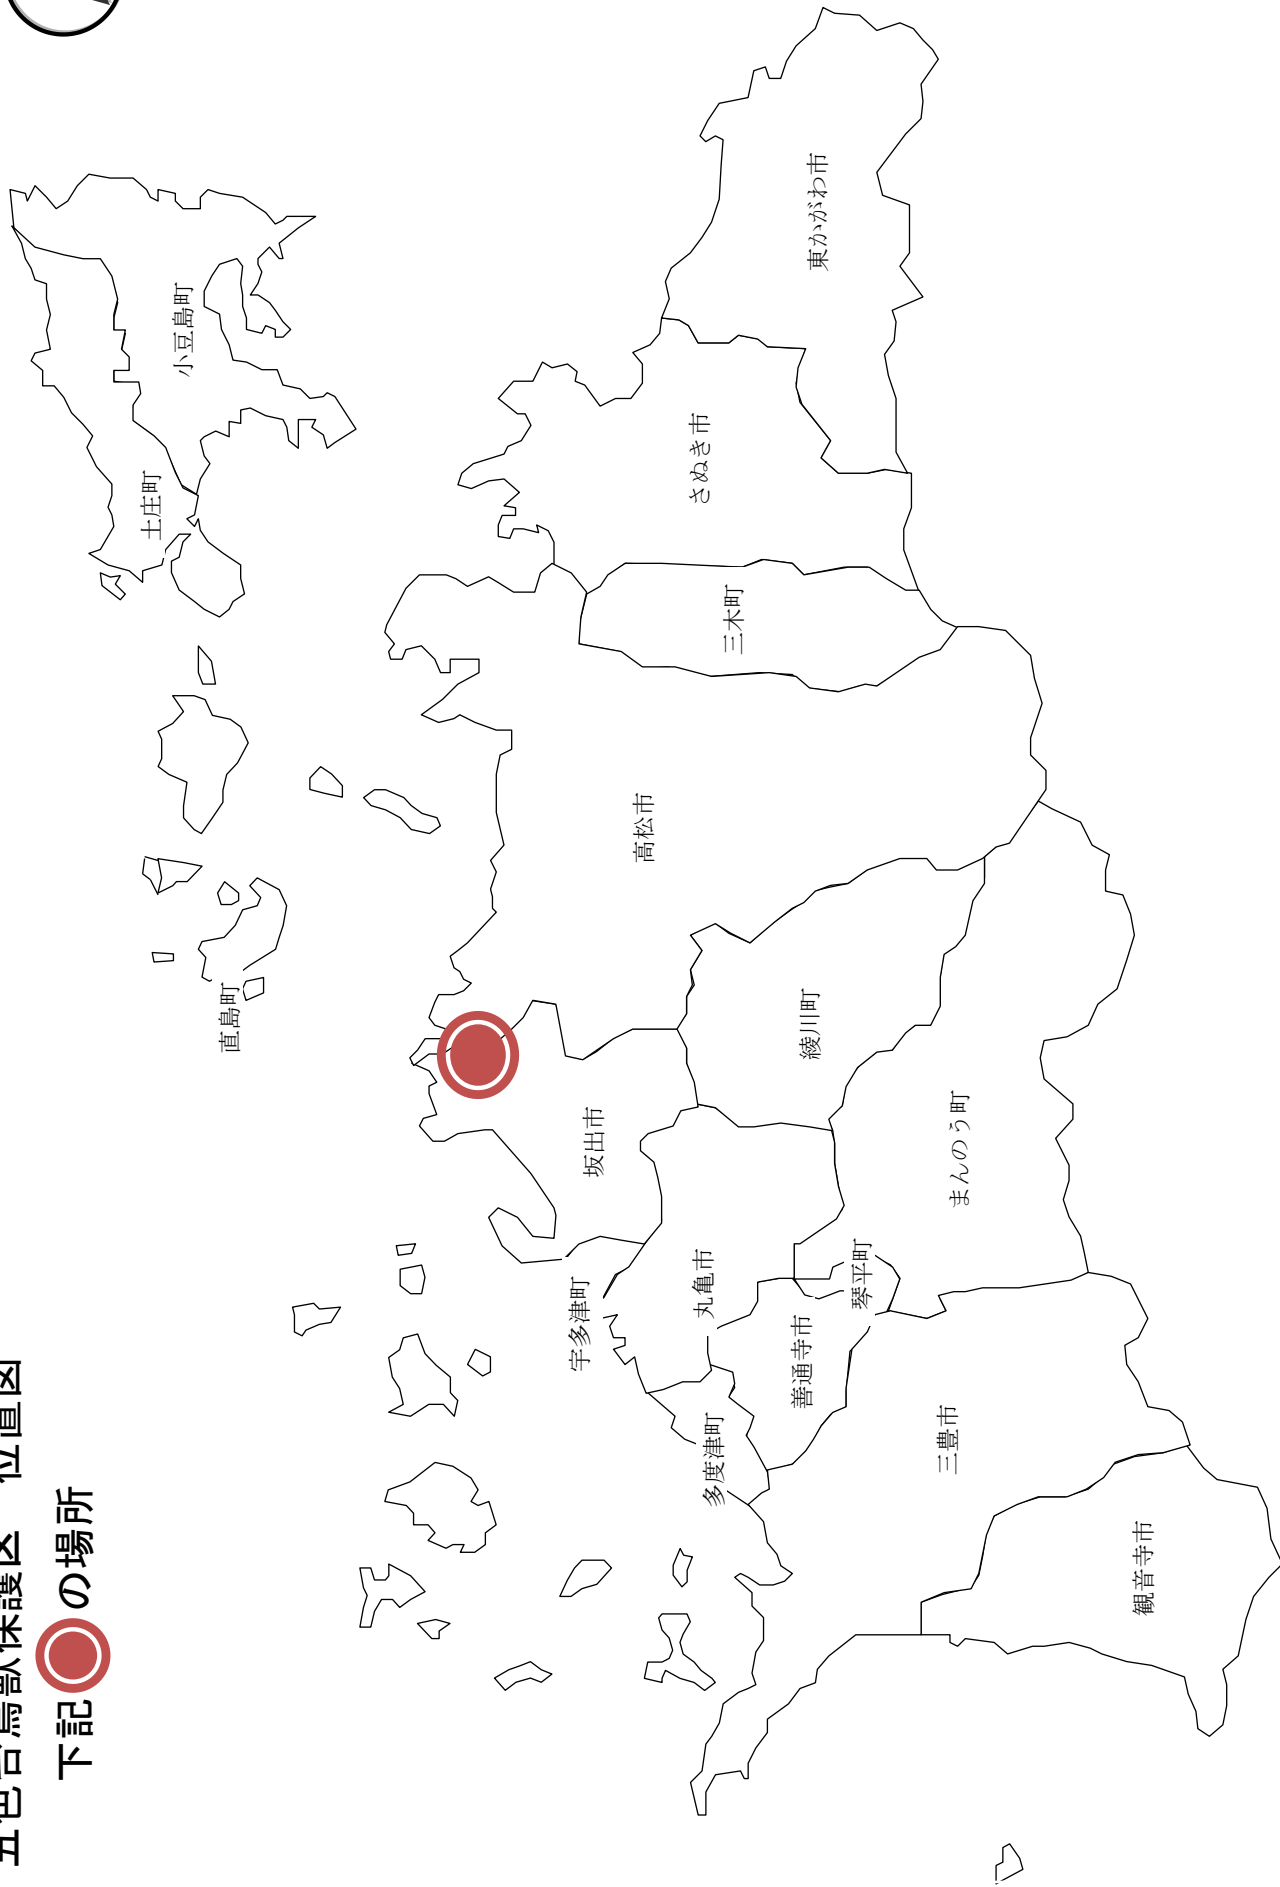 五色台鳥獣保護区 位置図
下記 の場所
小豆島町
土庄町
直島町
東かがわ市
さぬき市
三木町
高松市
綾川町
坂出市
宇多津町
丸亀市
まんのう町
琴平町
善通寺市
多度津町
三豊市
観音寺市